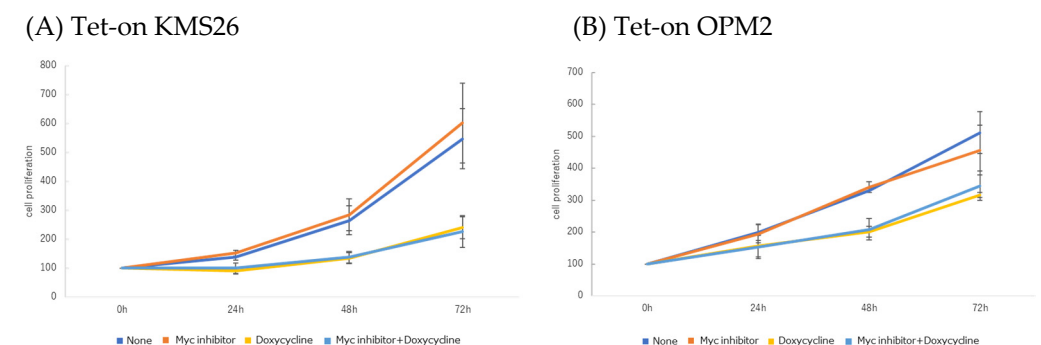 (A) Tet-on KMS26
(B) Tet-on OPM2
800
700
600
500
400
300
200
100
0
cell proliferation
0h 24h 48h 72h
None Myc inhibitor Doxycycline Myc inhibitor+Doxycycline
700
600
500
400
300
200
100
0
cell proliferation
0h 24h 48h 72h
None Myc inhibitor Doxycycline Myc inhibitor+Doxycycline